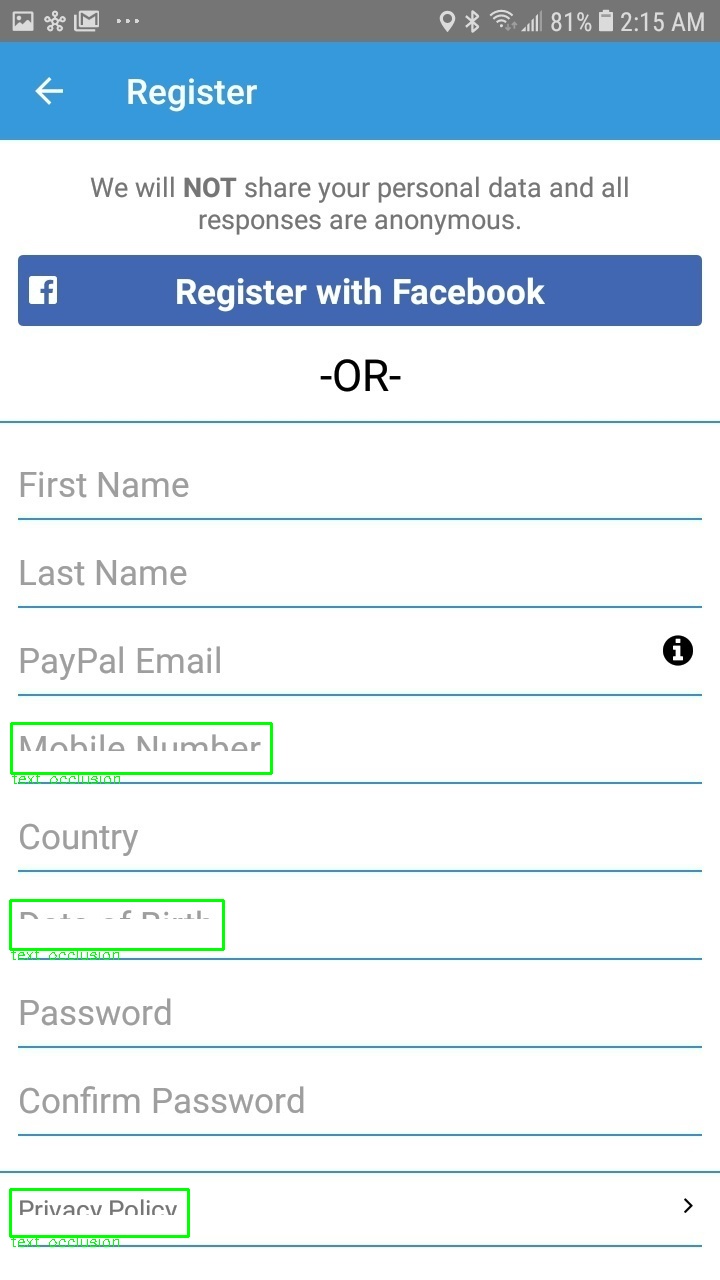 81% 2:15 AM
Register
We will NOT share your personal data and all
responses are anonymous.
Register with Facebook
-OR-
First Name
Last Name
PayPal Email
Mobile Number
text_occlusion
Country
Date of Birth
text_occlusion
Password
Confirm Password
Privacy Policy
text_occlusion